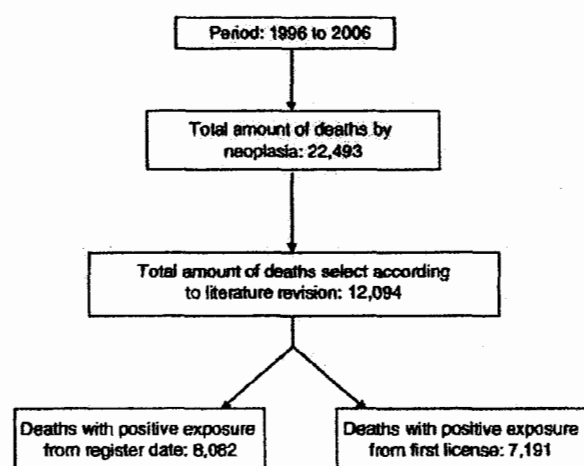 Period: 1996 to 2006
Total amount of deaths by
neoplasia: 22,493
Total amount of deaths select according
to literature revision: 12,094
Deaths with positive exposure
from register date: 8,082
Deaths with positive exposure
from first license: 7,191